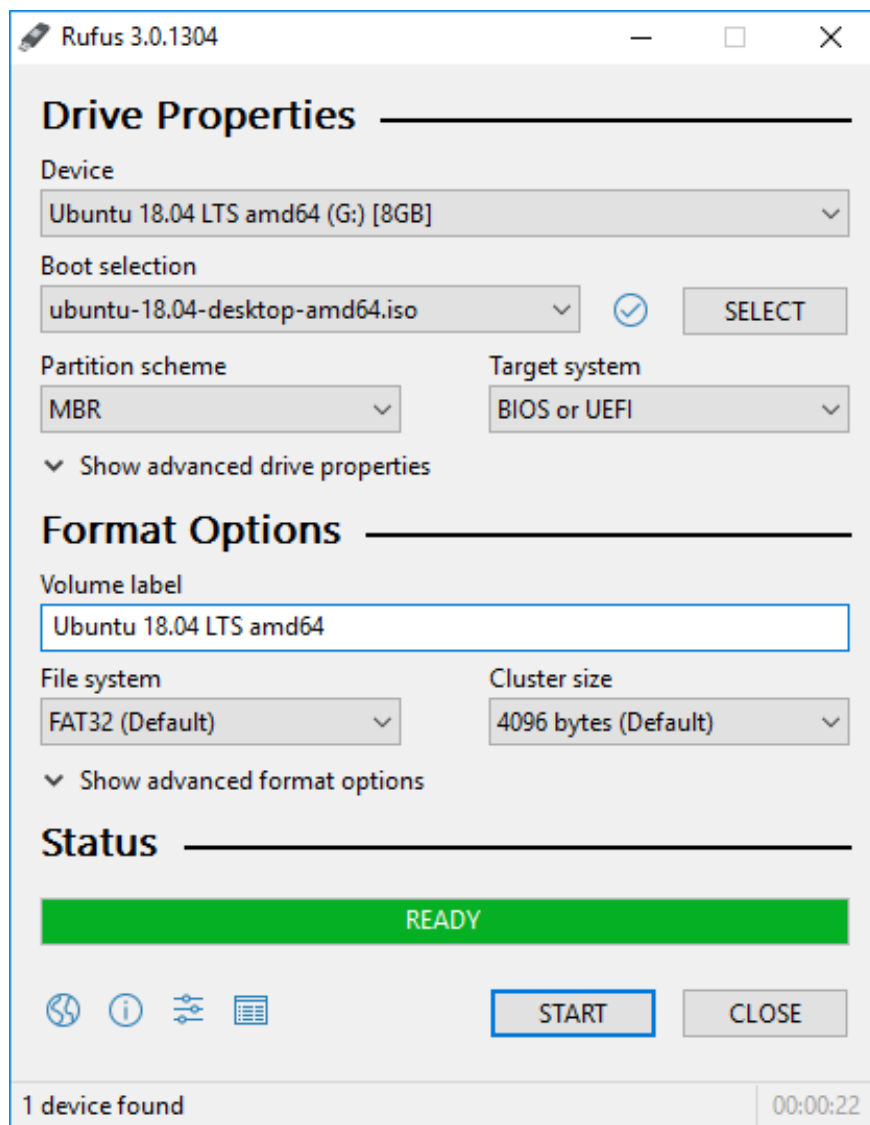 Rufus 3.0.1304
Drive Properties
Device
Ubuntu 18.04 LTS amd64 (G:) [8GB]
Boot selection
ubuntu-18.04-desktop-amd64.iso
SELECT
Partition scheme
Target system
MBR
BIOS or UEFI
Show advanced drive properties
Format Options
Volume label
Ubuntu 18.04 LTS amd64
File system
Cluster size
FAT32 (Default)
4096 bytes (Default)
Show advanced format options
Status
READY
START
CLOSE
1 device found
00:00:22